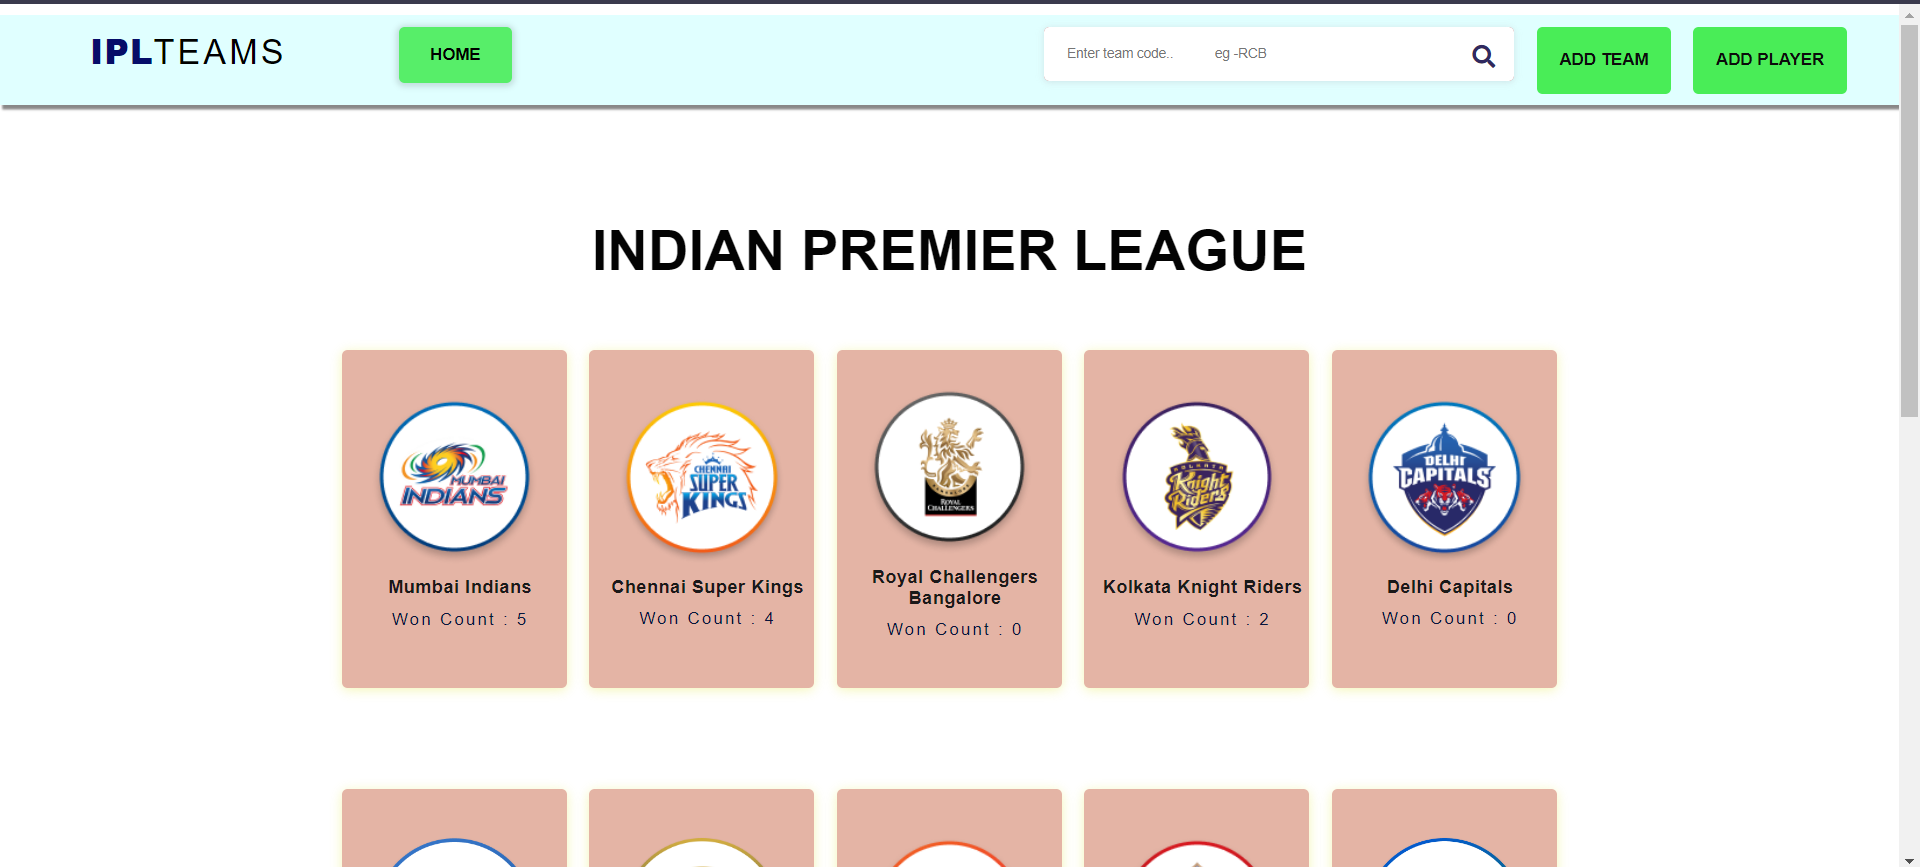 IPLTEAMS
HOME
Enter team code.. eg -RCB
ADD TEAM
ADD PLAYER
INDIAN PREMIER LEAGUE
MUMBAI
INDIANS
Mumbai Indians
Won Count : 5
CHENNAI
SUPER
KINGS
Chennai Super Kings
Won Count : 4
ROYAL
CHALLENGERS
Royal Challengers
Bangalore
Won Count : 0
KOLKATA
Knight
Riders
Kolkata Knight Riders
Won Count : 2
DELHI
CAPITALS
Delhi Capitals
Won Count : 0